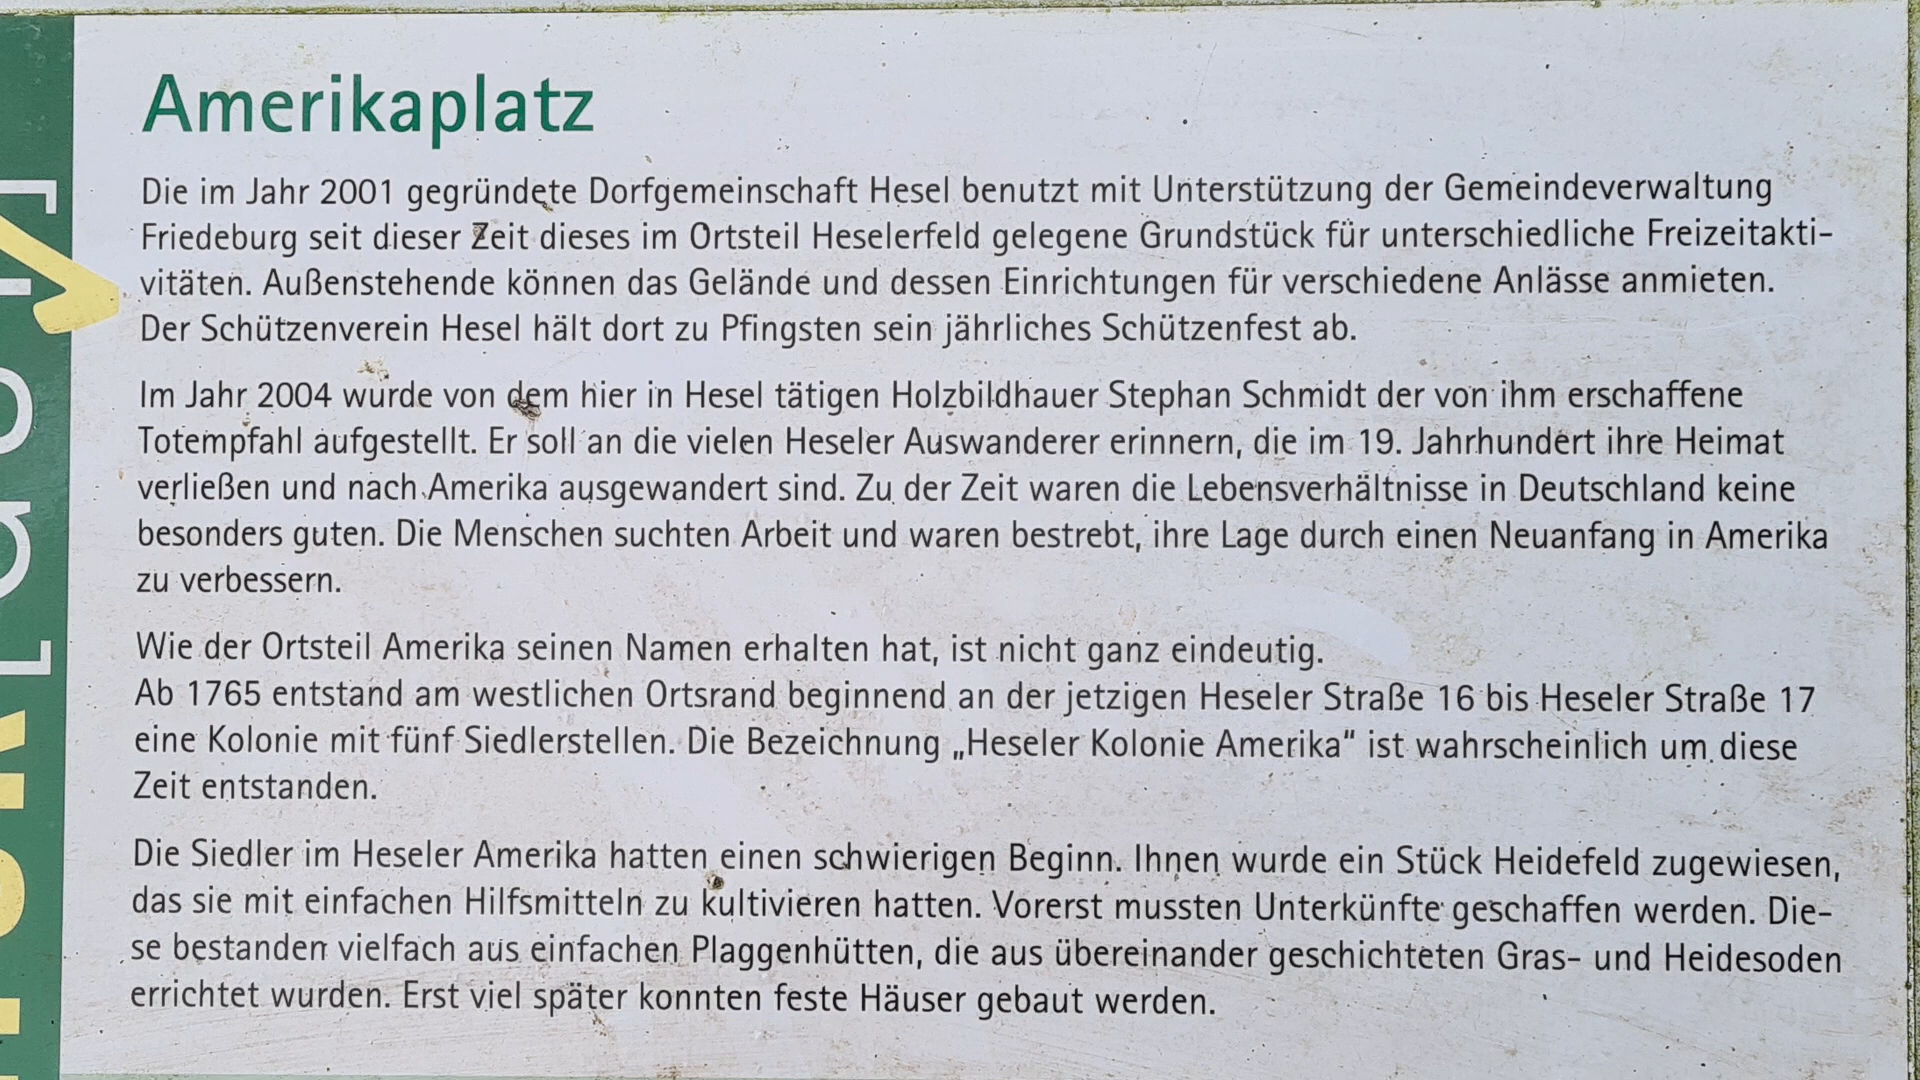 Amerikaplatz
Die im Jahr 2001 gegründete Dorfgemeinschaft Hesel benutzt mit Unterstützung der Gemeindeverwaltung
Friedeburg seit dieser Zeit dieses im Ortsteil Heselerfeld gelegene Grundstück für unterschiedliche Freizeitakti-
vitäten. Außenstehende können das Gelände und dessen Einrichtungen für verschiedene Anlässe anmieten.
Der Schützenverein Hesel hält dort zu Pfingsten sein jährliches Schützenfest ab.
Im Jahr 2004 wurde von dem hier in Hesel tätigen Holzbildhauer Stephan Schmidt der von ihm erschaffene
Totempfahl aufgestellt. Er soll an die vielen Heseler Auswanderer erinnern, die im 19. Jahrhundert ihre Heimat
verließen und nach Amerika ausgewandert sind. Zu der Zeit waren die Lebensverhältnisse in Deutschland keine
besonders guten. Die Menschen suchten Arbeit und waren bestrebt, ihre Lage durch einen Neuanfang in Amerika
zu verbessern.
Wie der Ortsteil Amerika seinen Namen erhalten hat, ist nicht ganz eindeutig.
Ab 1765 entstand am westlichen Ortsrand beginnend an der jetzigen Heseler Straße 16 bis Heseler Straße 17
eine Kolonie mit fünf Siedlerstellen. Die Bezeichnung „Heseler Kolonie Amerika“ ist wahrscheinlich um diese
Zeit entstanden.
Die Siedler im Heseler Amerika hatten einen schwierigen Beginn. Ihnen wurde ein Stück Heidefeld zugewiesen,
das sie mit einfachen Hilfsmitteln zu kultivieren hatten. Vorerst mussten Unterkünfte geschaffen werden. Die-
se bestanden vielfach aus einfachen Plaggenhütten, die aus übereinander geschichteten Gras- und Heidesoden
errichtet wurden. Erst viel später konnten feste Häuser gebaut werden.